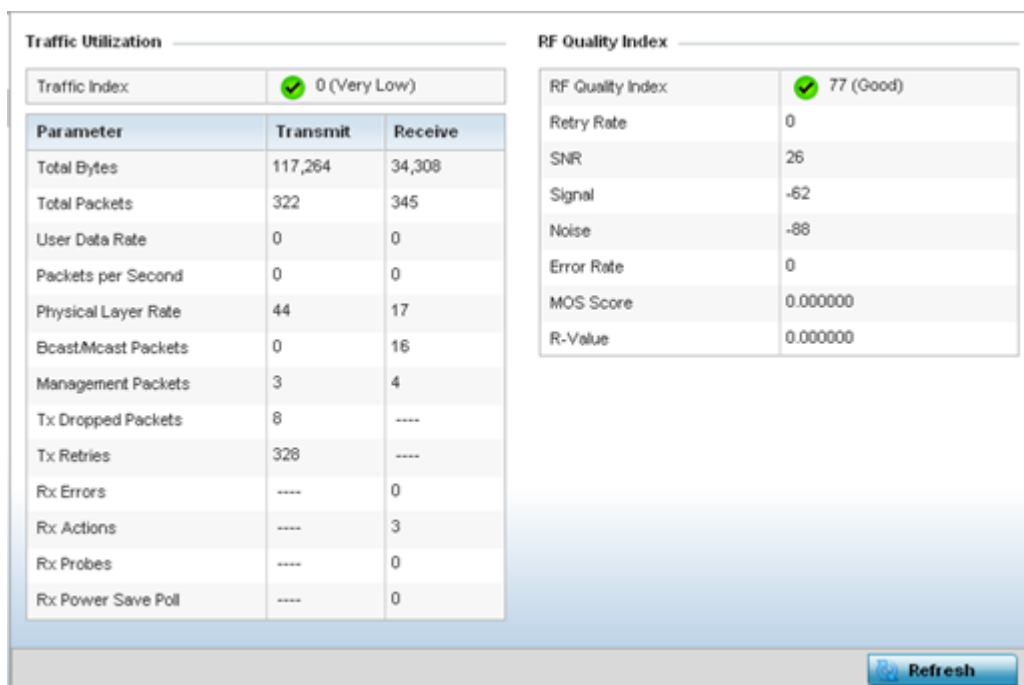 Traffic Utilization
Traffic Index 0 (Very Low)
Parameter Transmit Receive
Total Bytes 117,264 34,308
Total Packets 322 345
User Data Rate 0 0
Packets per Second 0 0
Physical Layer Rate 44 17
Bcast/Mcast Packets 0 16
Management Packets 3 4
Tx Dropped Packets 8 ----
Tx Retries 328 ----
Rx Errors ---- 0
Rx Actions ---- 3
Rx Probes ---- 0
Rx Power Save Poll ---- 0
RF Quality Index
RF Quality Index 77 (Good)
Retry Rate 0
SNR 26
Signal -62
Noise -88
Error Rate 0
MOS Score 0.000000
R-Value 0.000000
Refresh